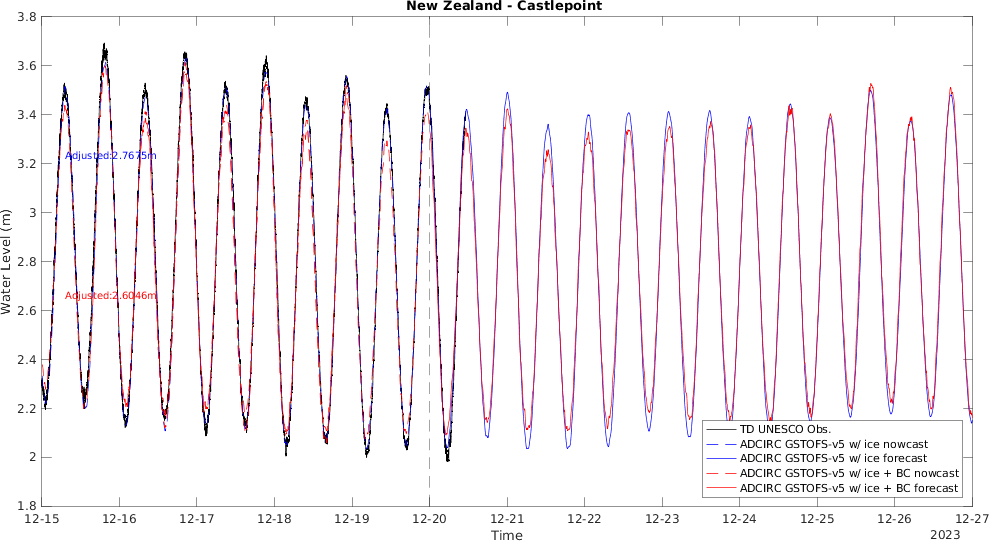 New Zealand - Castlepoint
3.8
3.6
3.4
3.2
3
2.8
2.6
2.4
2.2
2
1.8
Water Level (m)
Adjusted:2.7675m
Adjusted:2.6046m
TD UNESCO Obs.
ADCIRC GSTOFS-v5 w/ ice nowcast
ADCIRC GSTOFS-v5 w/ ice forecast
ADCIRC GSTOFS-v5 w/ ice + BC nowcast
ADCIRC GSTOFS-v5 w/ ice + BC forecast
12-15 12-16 12-17 12-18 12-19 12-20 12-21 12-22 12-23 12-24 12-25 12-26 12-27
Time
2023